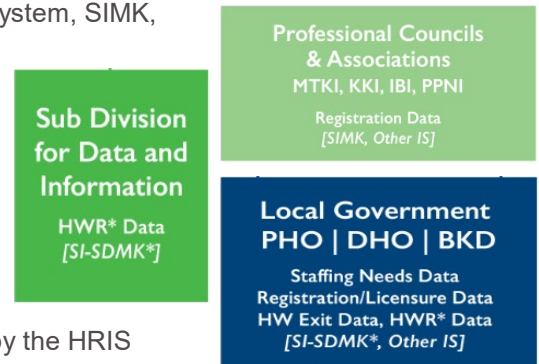 ystem, SIMK,
Professional Councils
& Associations
MTKI, KKI, IBI, PPNI
Registration Data
[SIMK, Other IS]
Sub Division
for Data and
Information
HWR* Data
[SI-SDMK*]
Local Government
PHO | DHO | BKD
Staffing Needs Data
Registration/Licensure Data
HW Exit Data, HWR* Data
[SI-SDMK*, Other IS]
by the HRIS